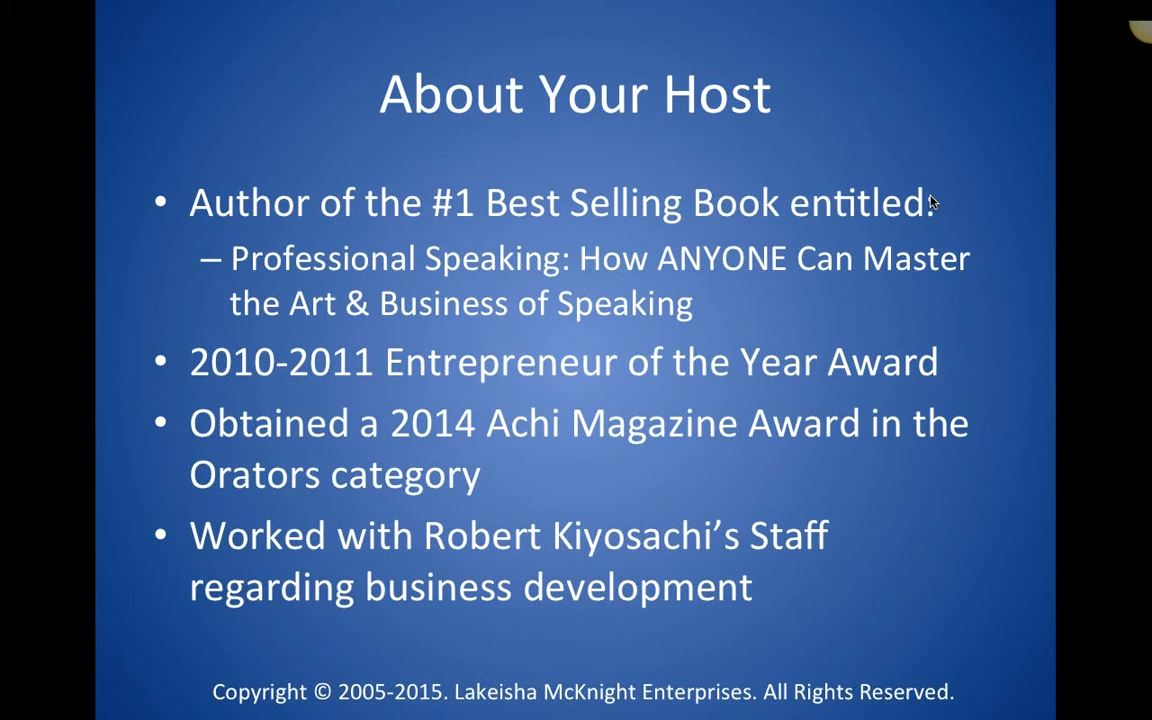 About Your Host
• Author of the #1 Best Selling Book entitled:
– Professional Speaking: How ANYONE Can Master
the Art & Business of Speaking
• 2010-2011 Entrepreneur of the Year Award
• Obtained a 2014 Achi Magazine Award in the
Orators category
• Worked with Robert Kiyosachi’s Staff
regarding business development
Copyright © 2005-2015. Lakeisha McKnight Enterprises. All Rights Reserved.